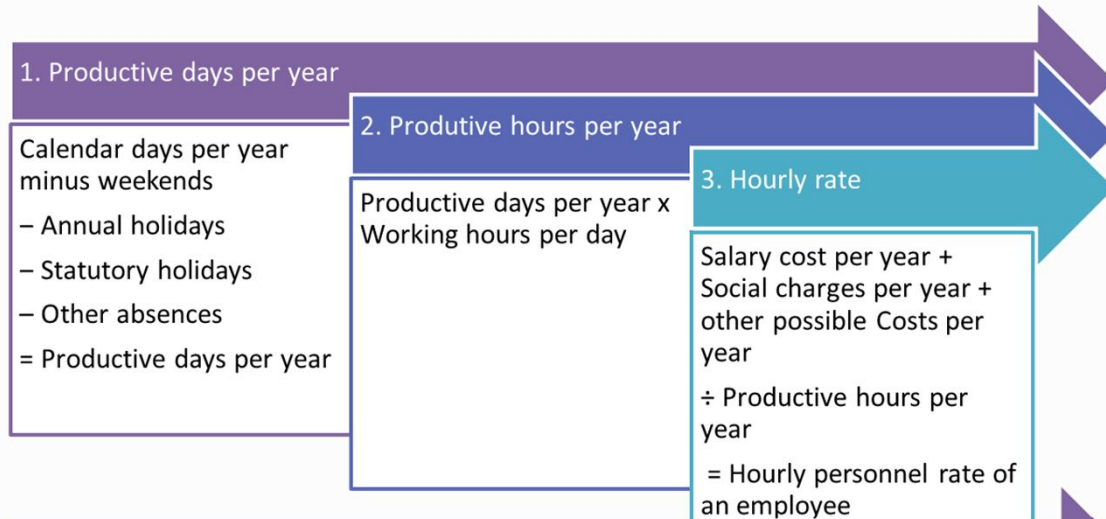 1. Productive days per year
Calendar days per year
minus weekends
– Annual holidays
– Statutory holidays
– Other absences
= Productive days per year
2. Produtive hours per year
Productive days per year x
Working hours per day
3. Hourly rate
Salary cost per year +
Social charges per year +
other possible Costs per
year
÷ Productive hours per
year
= Hourly personnel rate of
an employee